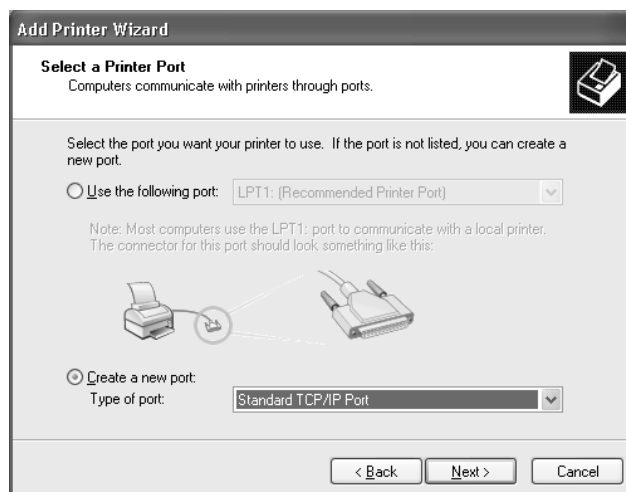 Add Printer Wizard
Select a Printer Port
Computers communicate with printers through ports.
Select the port you want your printer to use. If the port is not listed, you can create a
new port.
Use the following port:
LPT1: (Recommended Printer Port)
Note: Most computers use the LPT1: port to communicate with a local printer.
The connector for this port should look something like this:
Create a new port:
Type of port:
Standard TCP/IP Port
< Back
Next >
Cancel